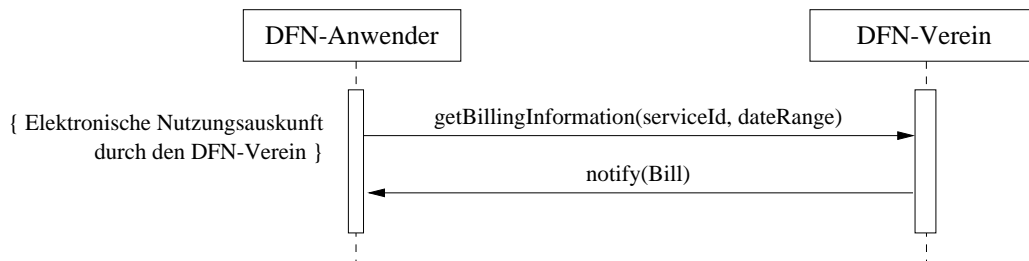 DFN-Anwender
DFN-Verein
{ Elektronische Nutzungsauskunft
durch den DFN-Verein }
getBillingInformation(serviceId, dateRange)
notify(Bill)